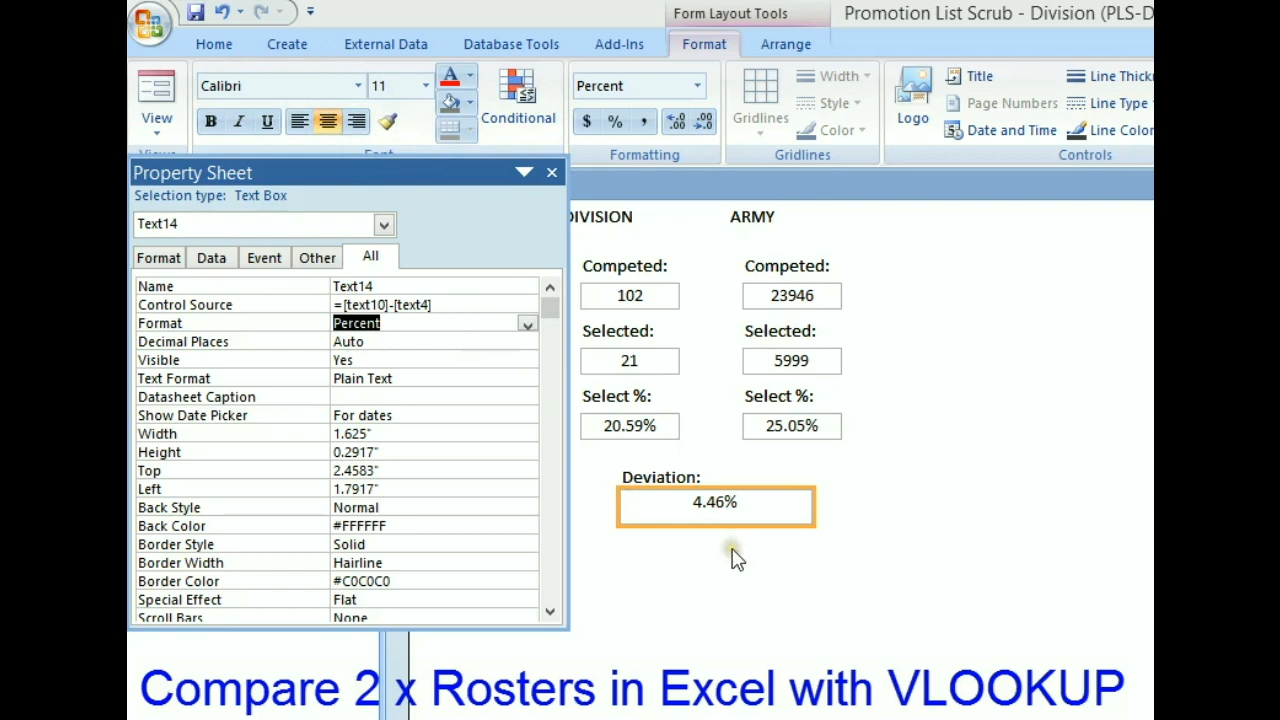 Form Layout Tools
Promotion List Scrub - Division (PLS-D
Home Create External Data Database Tools Add-Ins Format Arrange
View
Calibri 11
B I U
Conditional
Percent
$ % ,
Gridlines
Width
Style
Color
Logo
Title
Page Numbers
Date and Time
Line Thick
Line Type
Line Color
Views Font Formatting Gridlines Controls
Property Sheet
Selection type: Text Box
Text14
Format Data Event Other All
Name Text14
Control Source =[text10]-[text4]
Format Percent
Decimal Places Auto
Visible Yes
Text Format Plain Text
Datasheet Caption
Show Date Picker For dates
Width 1.625"
Height 0.2917"
Top 2.4583"
Left 1.7917"
Back Style Normal
Back Color #FFFFFF
Border Style Solid
Border Width Hairline
Border Color #C0C0C0
Special Effect Flat
Scroll Bars None
DIVISION ARMY
Competed: Competed:
102 23946
Selected: Selected:
21 5999
Select %: Select %:
20.59% 25.05%
Deviation:
4.46%
Compare 2 x Rosters in Excel with VLOOKUP